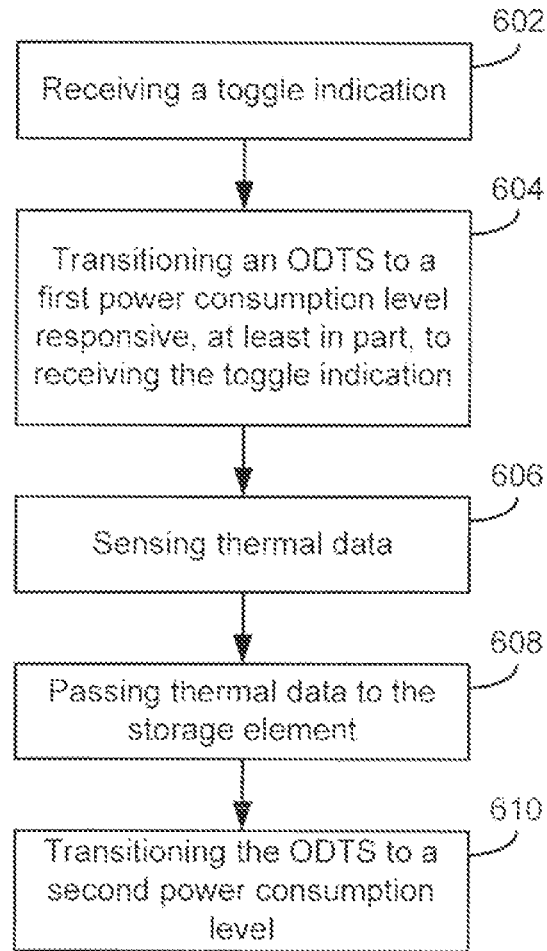 602
Receiving a toggle indication
604
Transitioning an ODTS to a
first power consumption level
responsive, at least in part, to
receiving the toggle indication
606
Sensing thermal data
608
Passing thermal data to the
storage element
610
Transitioning the ODTS to a
second power consumption
level